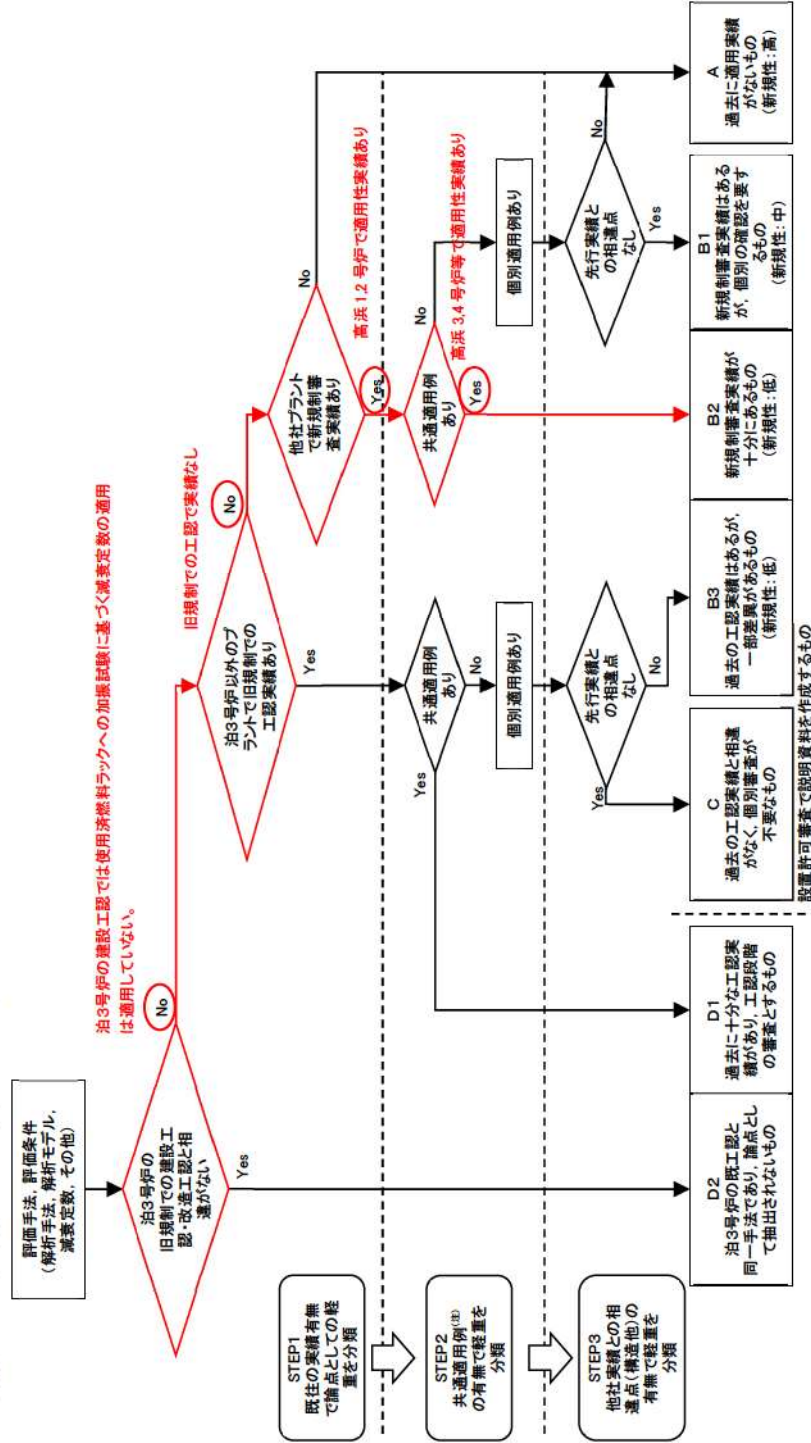 評価手法，評価条件
（解析手法，解析モデル，
減衰定数，その他）
泊3号炉の建設工認では使用済燃料ラックへの加振試験に基づく減衰定数の適用
は適用していない。
STEP1
既往の実績有無
で論点としての軽
重を分類
泊3号炉の
旧規制での建設工
認・改造工認と相
違がない
No
Yes
旧規制での工認で実績なし
泊3号炉以外のプ
ラントで旧規制での
工認実績あり
No
Yes
他社プラント
で新規制審
査実績あり
No
Yes
高浜 1,2 号炉で適用性実績あり
STEP2
共通適用例(注)
の有無で軽重を
分類
共通適用例
あり
Yes
No
共通適用例
あり
No
Yes
高浜 3,4 号炉等で適用性実績あり
個別適用例あり
個別適用例あり
STEP3
他社実績との相
違点（構造他）の
有無で軽重を
分類
先行実績と
の相違点
なし
Yes
No
先行実績と
の相違点
なし
No
Yes
D2
泊3号炉の既工認と
同一手法であり，論点とし
て抽出されないもの
D1
過去に十分な工認実
績があり，工認段階
の審査とするもの
C
過去の工認実績と相違
がなく，個別審査が
不要なもの
B3
過去の工認実績はあるが，
一部差異があるもの
（新規性：低）
B2
新規制審査実績が
十分にあるもの
（新規性：低）
B1
新規制審査実績はある
が，個別の確認を要す
るもの
（新規性：中）
A
過去に適用実績
がないもの
（新規性：高）
設置許可審査で説明資料を作成するもの